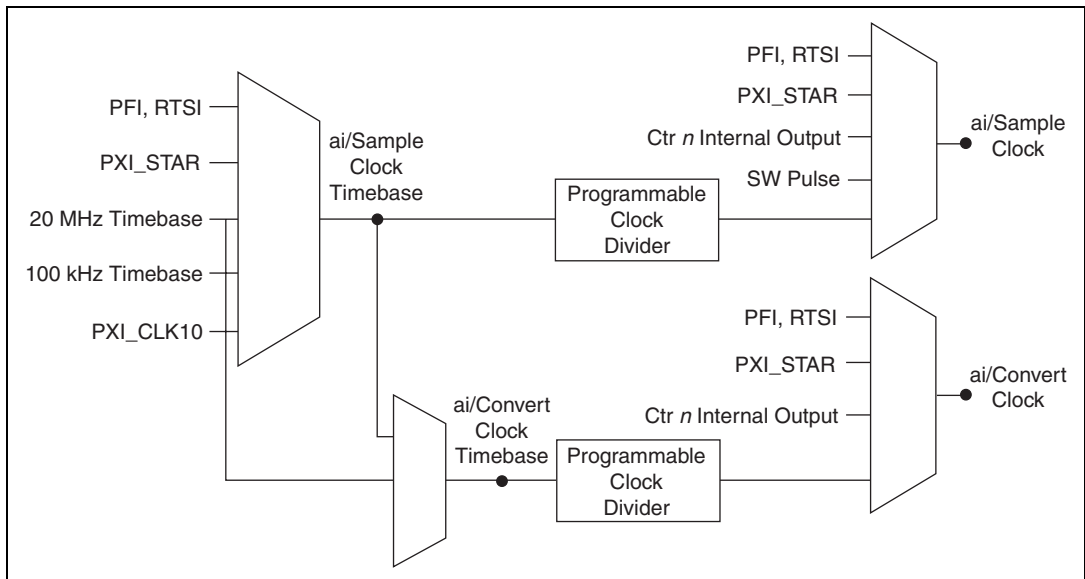 PFI, RTSI
PXI_STAR
20 MHz Timebase
100 kHz Timebase
PXI_CLK10
ai/Sample
Clock
Timebase
Programmable
Clock
Divider
PFI, RTSI
PXI_STAR
Ctr n Internal Output
SW Pulse
ai/Sample
Clock
ai/Convert
Clock
Timebase
Programmable
Clock
Divider
PFI, RTSI
PXI_STAR
Ctr n Internal Output
ai/Convert
Clock